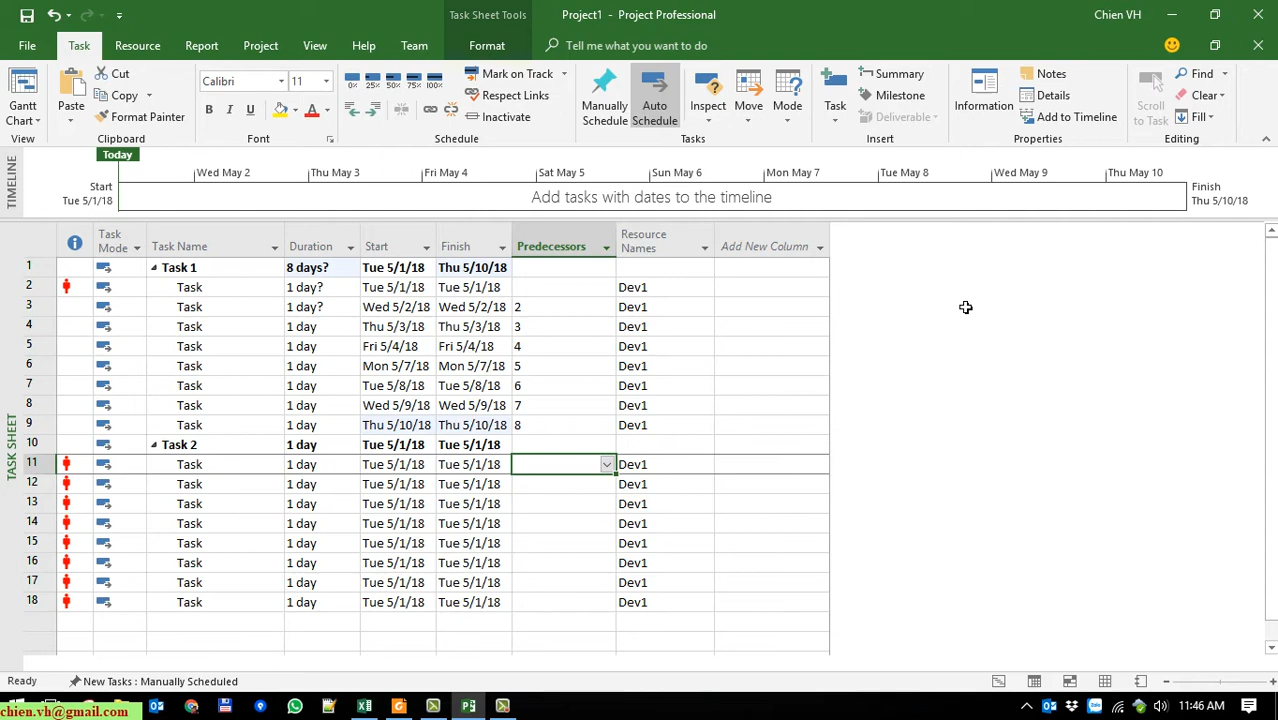 Task Sheet Tools
Project1 - Project Professional
Chien VH
File Task Resource Report Project View Help Team Format Tell me what you want to do
Gantt Chart
View
Paste
Cut
Copy
Format Painter
Clipboard
Calibri 11
B I U A
Font
0% 25% 50% 75% 100%
Mark on Track
Respect Links
Inactivate
Schedule
Manually Schedule
Auto Schedule
Inspect
Move
Mode
Tasks
Task
Summary
Milestone
Deliverable
Insert
Information
Notes
Details
Add to Timeline
Properties
Scroll to Task
Find
Clear
Fill
Editing
TIMELINE
Today
Wed May 2 Thu May 3 Fri May 4 Sat May 5 Sun May 6 Mon May 7 Tue May 8 Wed May 9 Thu May 10
Start
Tue 5/1/18
Add tasks with dates to the timeline
Finish
Thu 5/10/18
TASK SHEET
Task Mode Task Name Duration Start Finish Predecessors Resource Names Add New Column
1 Task 1 8 days? Tue 5/1/18 Thu 5/10/18
2 Task 1 day? Tue 5/1/18 Tue 5/1/18 Dev1
3 Task 1 day? Wed 5/2/18 Wed 5/2/18 2 Dev1
4 Task 1 day Thu 5/3/18 Thu 5/3/18 3 Dev1
5 Task 1 day Fri 5/4/18 Fri 5/4/18 4 Dev1
6 Task 1 day Mon 5/7/18 Mon 5/7/18 5 Dev1
7 Task 1 day Tue 5/8/18 Tue 5/8/18 6 Dev1
8 Task 1 day Wed 5/9/18 Wed 5/9/18 7 Dev1
9 Task 1 day Thu 5/10/18 Thu 5/10/18 8 Dev1
10 Task 2 1 day Tue 5/1/18 Tue 5/1/18
11 Task 1 day Tue 5/1/18 Tue 5/1/18 Dev1
12 Task 1 day Tue 5/1/18 Tue 5/1/18 Dev1
13 Task 1 day Tue 5/1/18 Tue 5/1/18 Dev1
14 Task 1 day Tue 5/1/18 Tue 5/1/18 Dev1
15 Task 1 day Tue 5/1/18 Tue 5/1/18 Dev1
16 Task 1 day Tue 5/1/18 Tue 5/1/18 Dev1
17 Task 1 day Tue 5/1/18 Tue 5/1/18 Dev1
18 Task 1 day Tue 5/1/18 Tue 5/1/18 Dev1
Ready New Tasks : Manually Scheduled
chien.vh@gmail.com
11:46 AM